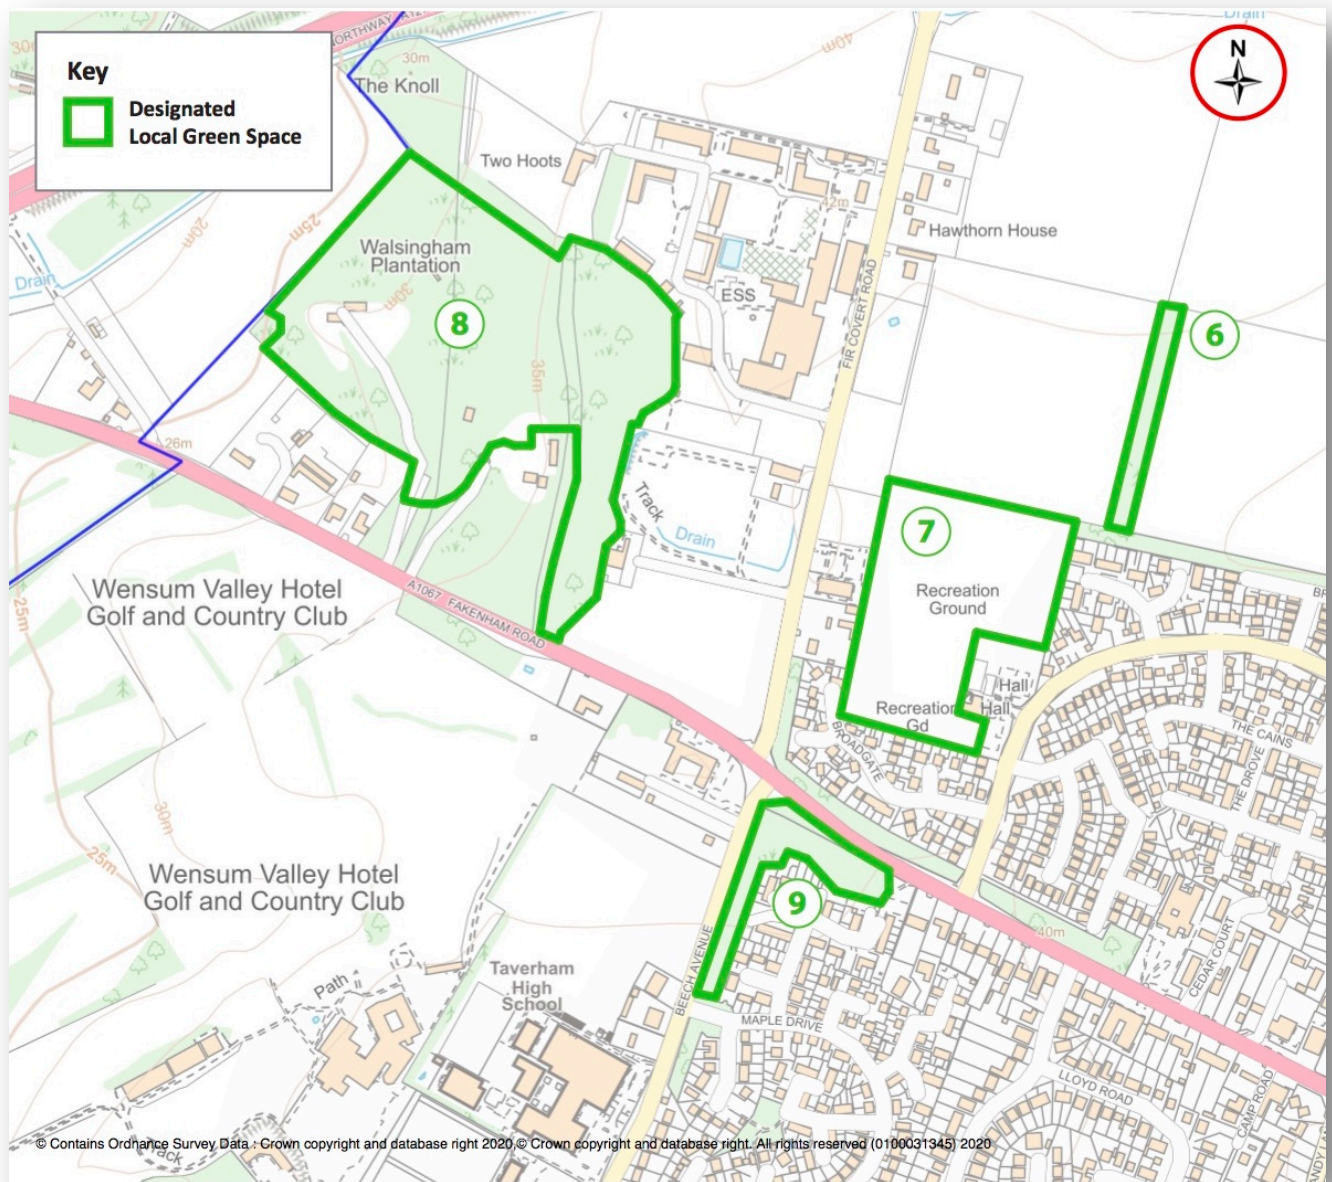 Key
Designated
Local Green Space
N
Drain
40m
30m
The Knoll
Two Hoots
42m
Hawthorn House
25m
20m
Walsingham
Plantation
30m
Drain
ESS
8
6
FIR COVERT ROAD
35m
26m
Track
Drain
7
Recreation
Ground
Wensum Valley Hotel
Golf and Country Club
25m
A1067 FAKENHAM ROAD
Hall
Hall
Recreation
Gd
BROADGATE
THE CAINS
THE DROVE
30m
25m
Wensum Valley Hotel
Golf and Country Club
9
40m
CEDAR COURT
BEECH AVENUE
Taverham
High
School
Path
MAPLE DRIVE
LLOYD ROAD
CAMP ROAD
© Contains Ordnance Survey Data : Crown copyright and database right 2020,© Crown copyright and database right. All rights reserved (0100031345) 2020
Track